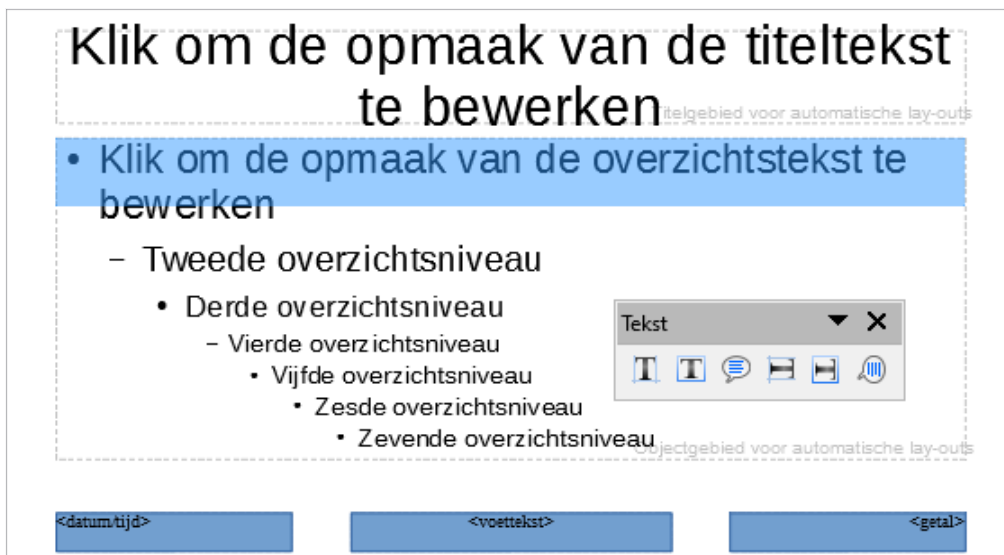 Klik om de opmaak van de titeltekst
te bewerken
Titelgebied voor automatische lay-outs
• Klik om de opmaak van de overzichtstekst te
bewerken
– Tweede overzichtsniveau
• Derde overzichtsniveau
– Vierde overzichtsniveau
• Vijfde overzichtsniveau
• Zesde overzichtsniveau
• Zevende overzichtsniveau
Tekst
Objectgebied voor automatische lay-outs
<datum/tijd>
<voettekst>
<getal>